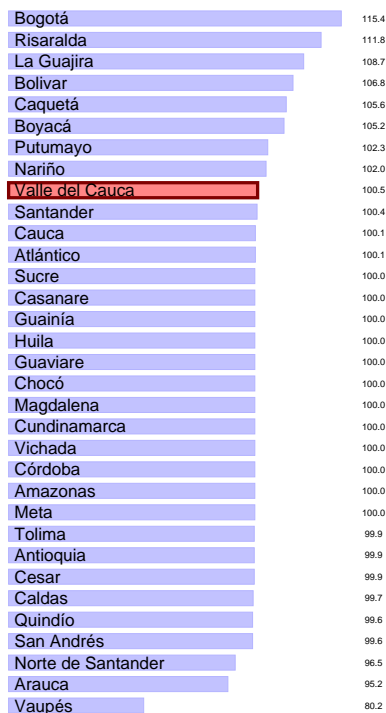 Bogotá 115.4
Risaralda 111.8
La Guajira 108.7
Bolivar 106.8
Caquetá 105.6
Boyacá 105.2
Putumayo 102.3
Nariño 102.0
Valle del Cauca 100.5
Santander 100.4
Cauca 100.1
Atlántico 100.1
Sucre 100.0
Casanare 100.0
Guainía 100.0
Huila 100.0
Guaviare 100.0
Chocó 100.0
Magdalena 100.0
Cundinamarca 100.0
Vichada 100.0
Córdoba 100.0
Amazonas 100.0
Meta 100.0
Tolima 99.9
Antioquia 99.9
Cesar 99.9
Caldas 99.7
Quindío 99.6
San Andrés 99.6
Norte de Santander 96.5
Arauca 95.2
Vaupés 80.2